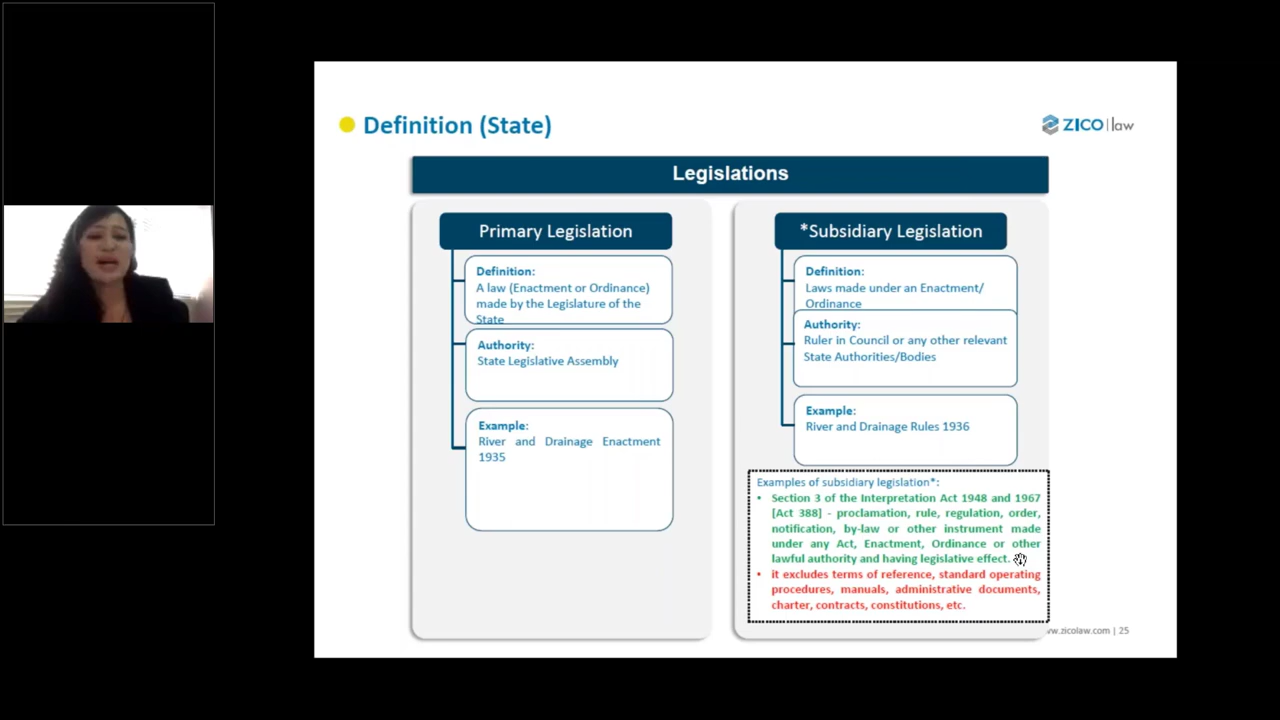 Definition (State)
ZICO law
Legislations
Primary Legislation
Definition:
A law (Enactment or Ordinance)
made by the Legislature of the
State
Authority:
State Legislative Assembly
Example:
River and Drainage Enactment
1935
*Subsidiary Legislation
Definition:
Laws made under an Enactment/
Ordinance
Authority:
Ruler in Council or any other relevant
State Authorities/Bodies
Example:
River and Drainage Rules 1936
Examples of subsidiary legislation*:
• Section 3 of the Interpretation Act 1948 and 1967
[Act 388] - proclamation, rule, regulation, order,
notification, by-law or other instrument made
under any Act, Enactment, Ordinance or other
lawful authority and having legislative effect.
• it excludes terms of reference, standard operating
procedures, manuals, administrative documents,
charter, contracts, constitutions, etc.
w.zicolaw.com | 25